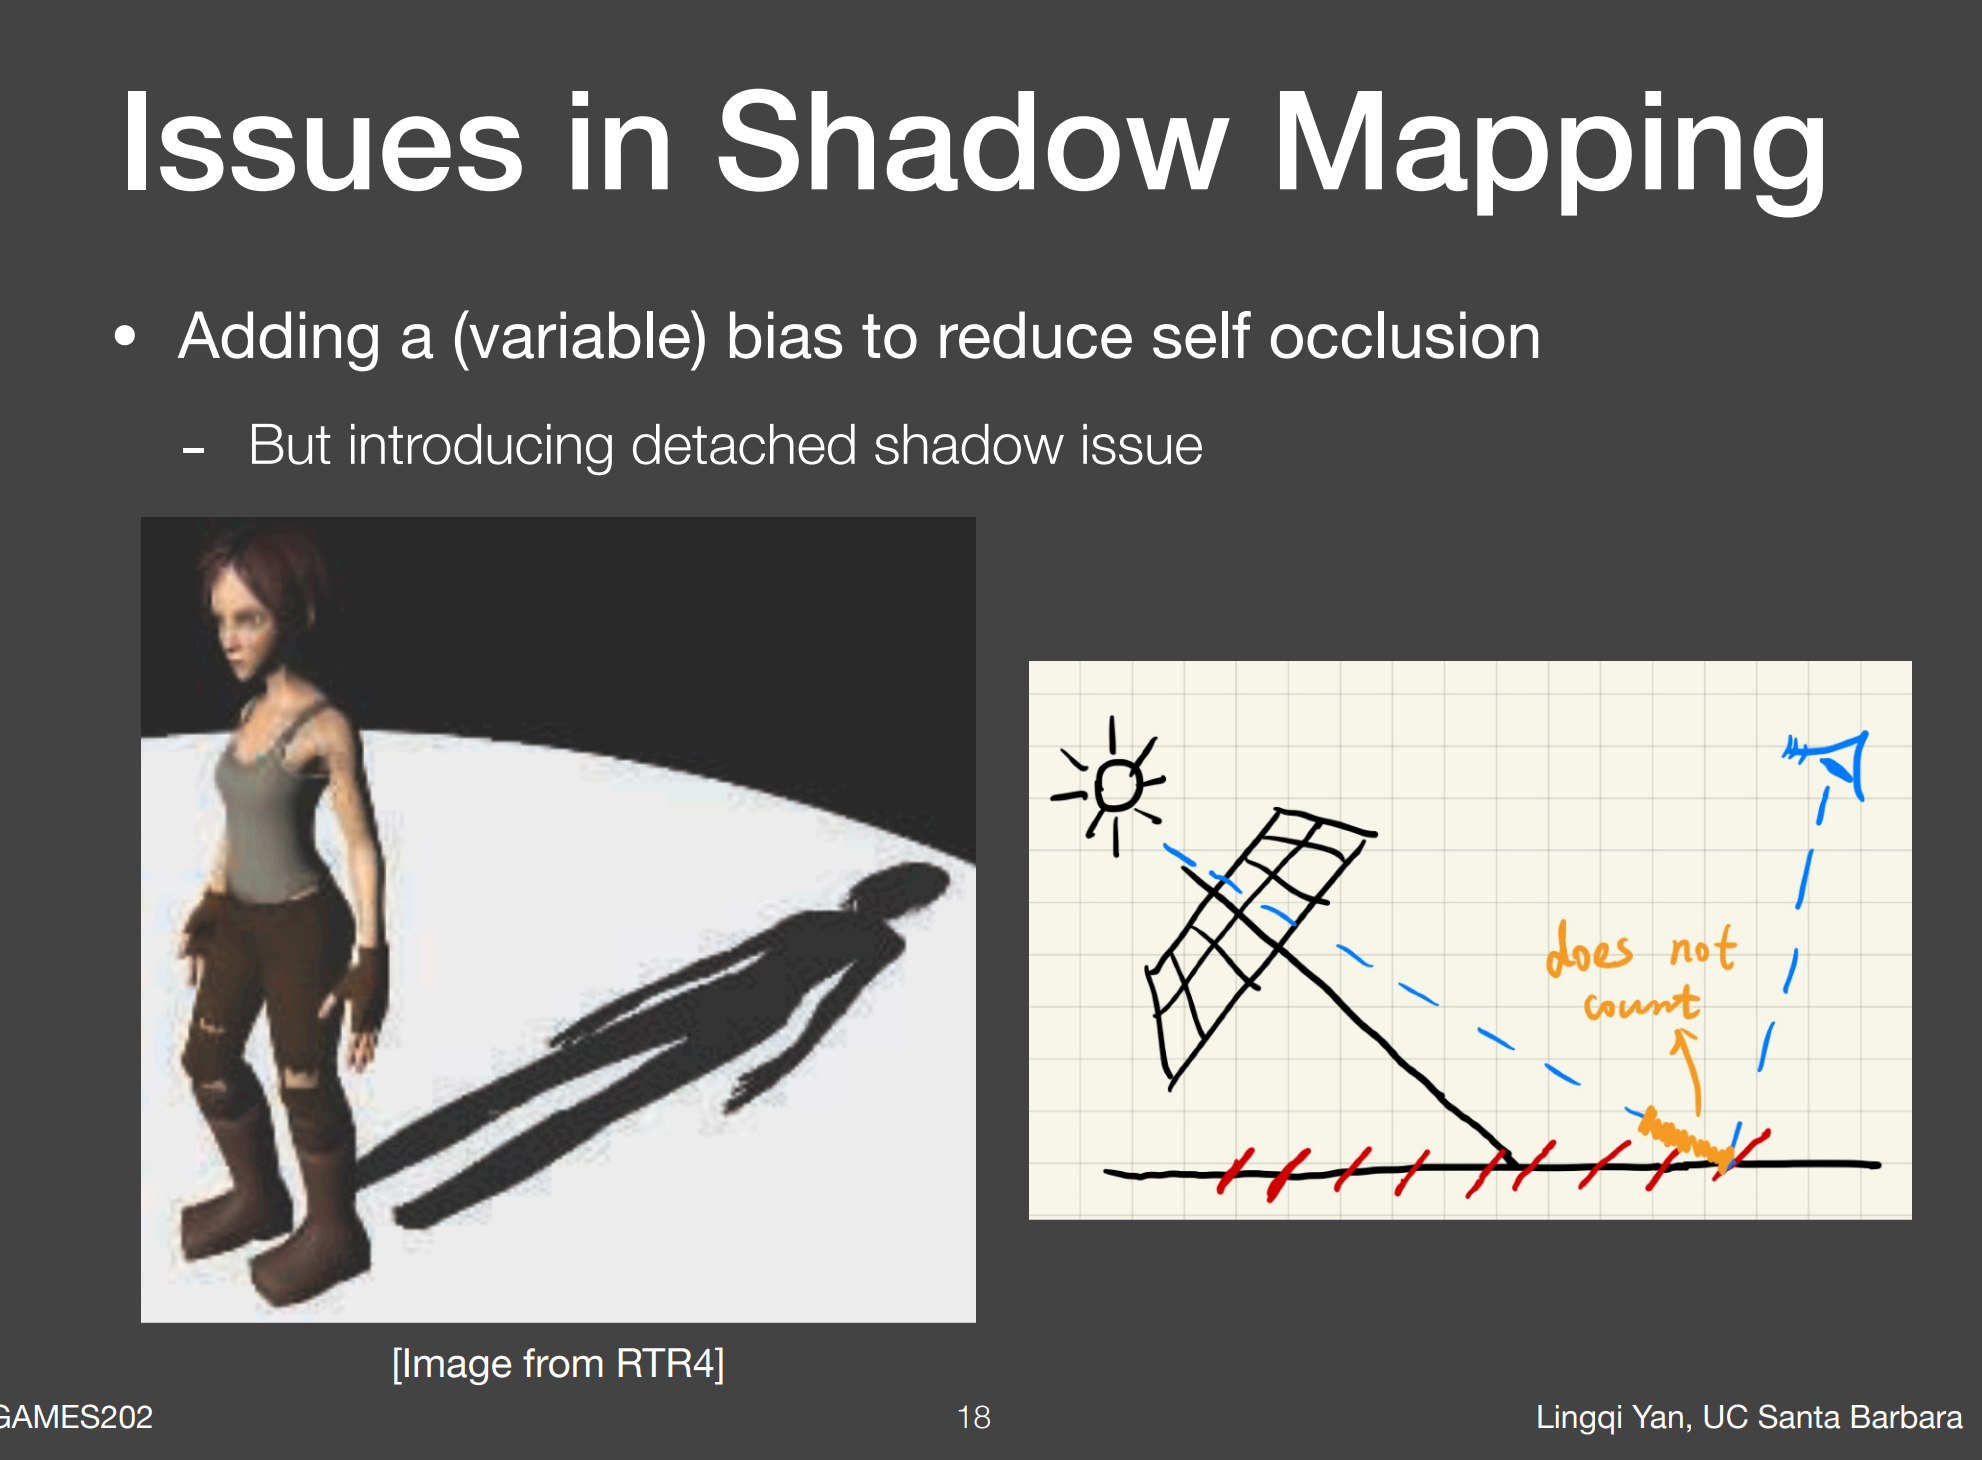 Issues in Shadow Mapping
• Adding a (variable) bias to reduce self occlusion
- But introducing detached shadow issue
does not
count
[Image from RTR4]
GAMES202
18
Lingqi Yan, UC Santa Barbara